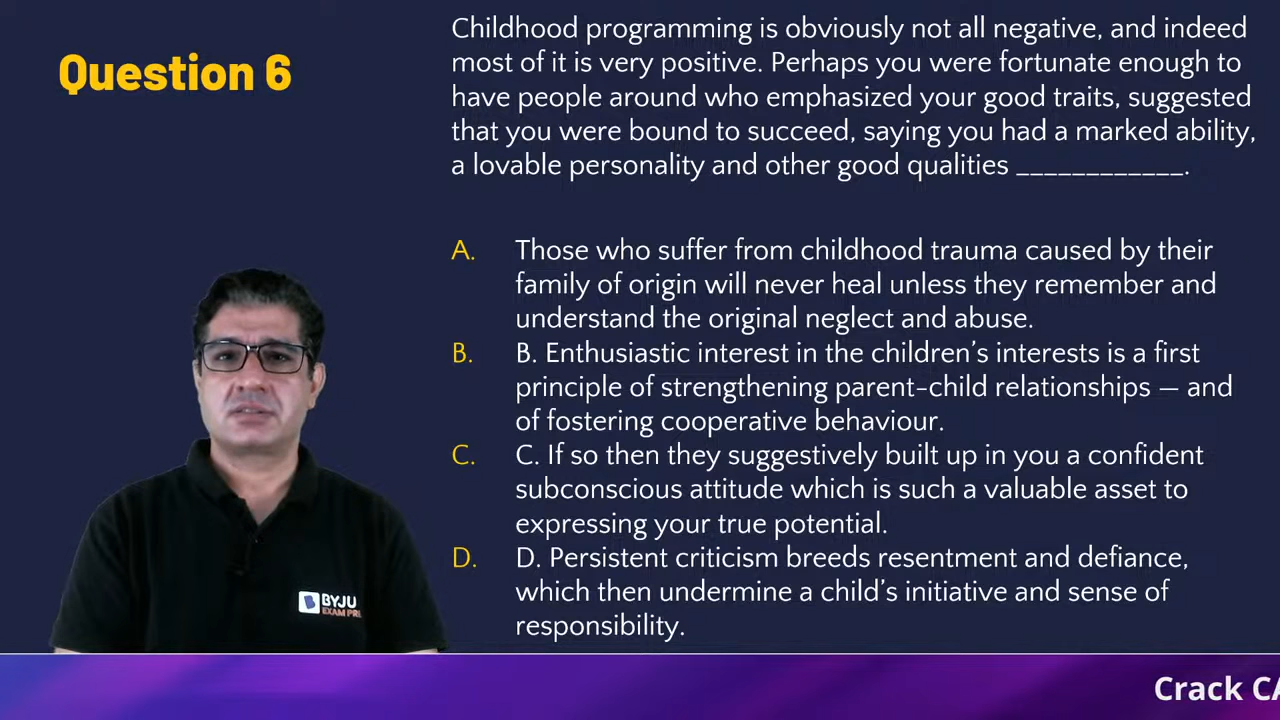 Question 6
Childhood programming is obviously not all negative, and indeed
most of it is very positive. Perhaps you were fortunate enough to
have people around who emphasized your good traits, suggested
that you were bound to succeed, saying you had a marked ability,
a lovable personality and other good qualities ____________.
A. Those who suffer from childhood trauma caused by their
family of origin will never heal unless they remember and
understand the original neglect and abuse.
B. B. Enthusiastic interest in the children's interests is a first
principle of strengthening parent-child relationships — and
of fostering cooperative behaviour.
C. C. If so then they suggestively built up in you a confident
subconscious attitude which is such a valuable asset to
expressing your true potential.
D. D. Persistent criticism breeds resentment and defiance,
which then undermine a child's initiative and sense of
responsibility.
BYJU
EXAM PR
Crack CA